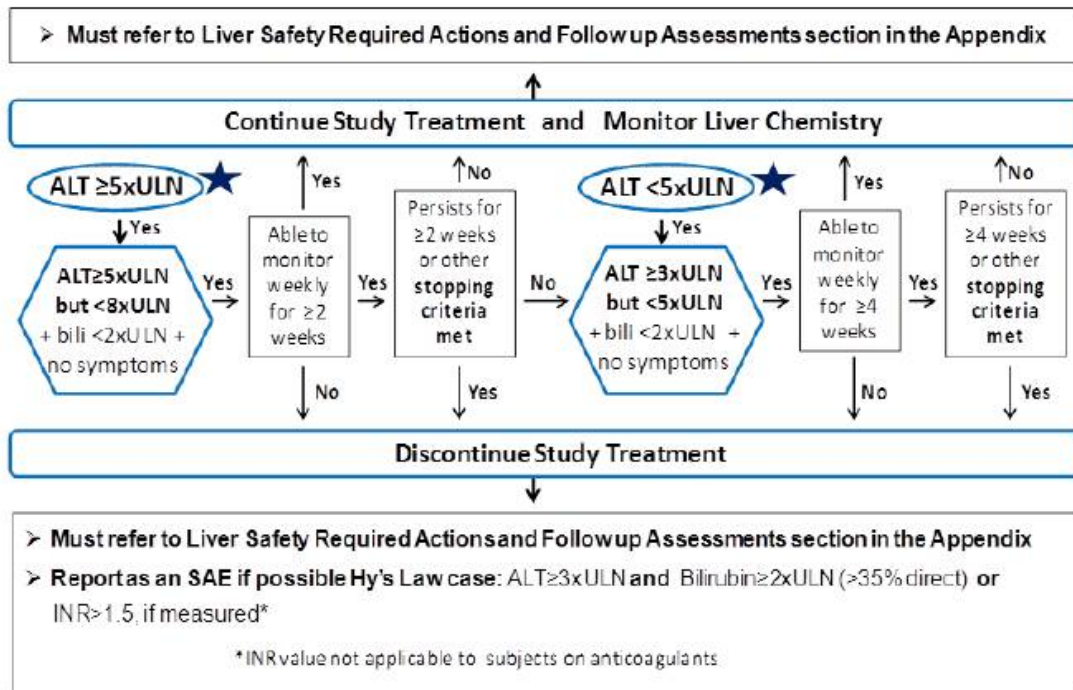 ➢ Must refer to Liver Safety Required Actions and Follow up Assessments section in the Appendix
Continue Study Treatment and Monitor Liver Chemistry
ALT ≥5xULN
Yes
ALT≥5xULN
but <8xULN
+ bili <2xULN +
no symptoms
Yes
Yes
Able to
monitor
weekly
for ≥2
weeks
No
Yes
No
Persists for
≥2 weeks
or other
stopping
criteria
met
Yes
No
ALT <5xULN
Yes
ALT ≥3xULN
but <5xULN
+ bili <2xULN +
no symptoms
Yes
Yes
Able to
monitor
weekly
for ≥4
weeks
No
Yes
No
Persists for
≥4 weeks
or other
stopping
criteria
met
Yes
Discontinue Study Treatment
➢ Must refer to Liver Safety Required Actions and Follow up Assessments section in the Appendix
➢ Report as an SAE if possible Hy's Law case: ALT≥3xULN and Bilirubin≥2xULN (>35% direct) or
INR>1.5, if measured*
*INR value not applicable to subjects on anticoagulants